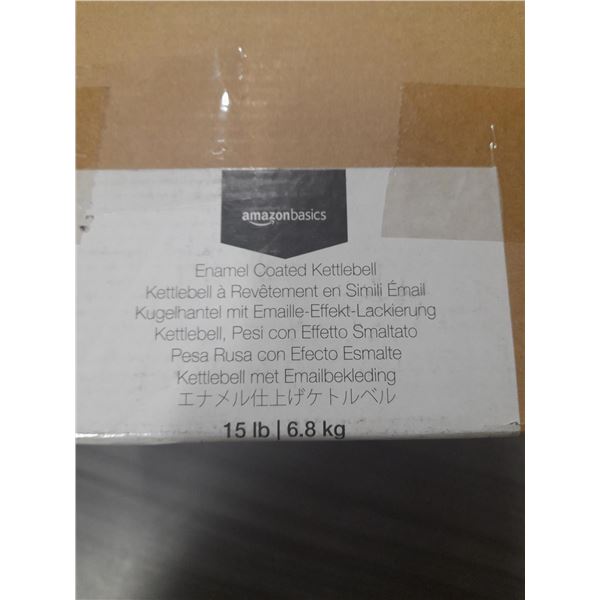 amazonbasics
Enamel Coated Kettlebell
Kettlebell à Revêtement en Simili Émail
Kugelhantel mit Emaille-Effekt-Lackierung
Kettlebell, Pesi con Effetto Smaltato
Pesa Rusa con Efecto Esmalte
Kettlebell met Emailbekleding
エナメル仕上げケトルベル
15 lb | 6.8 kg